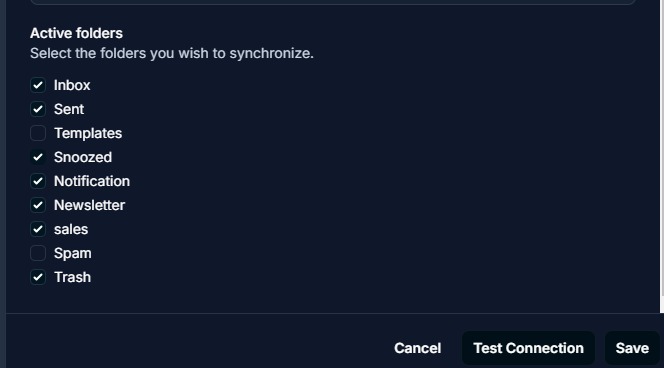 Active folders
Select the folders you wish to synchronize.
Inbox
Sent
Templates
Snoozed
Notification
Newsletter
sales
Spam
Trash
Cancel Test Connection Save